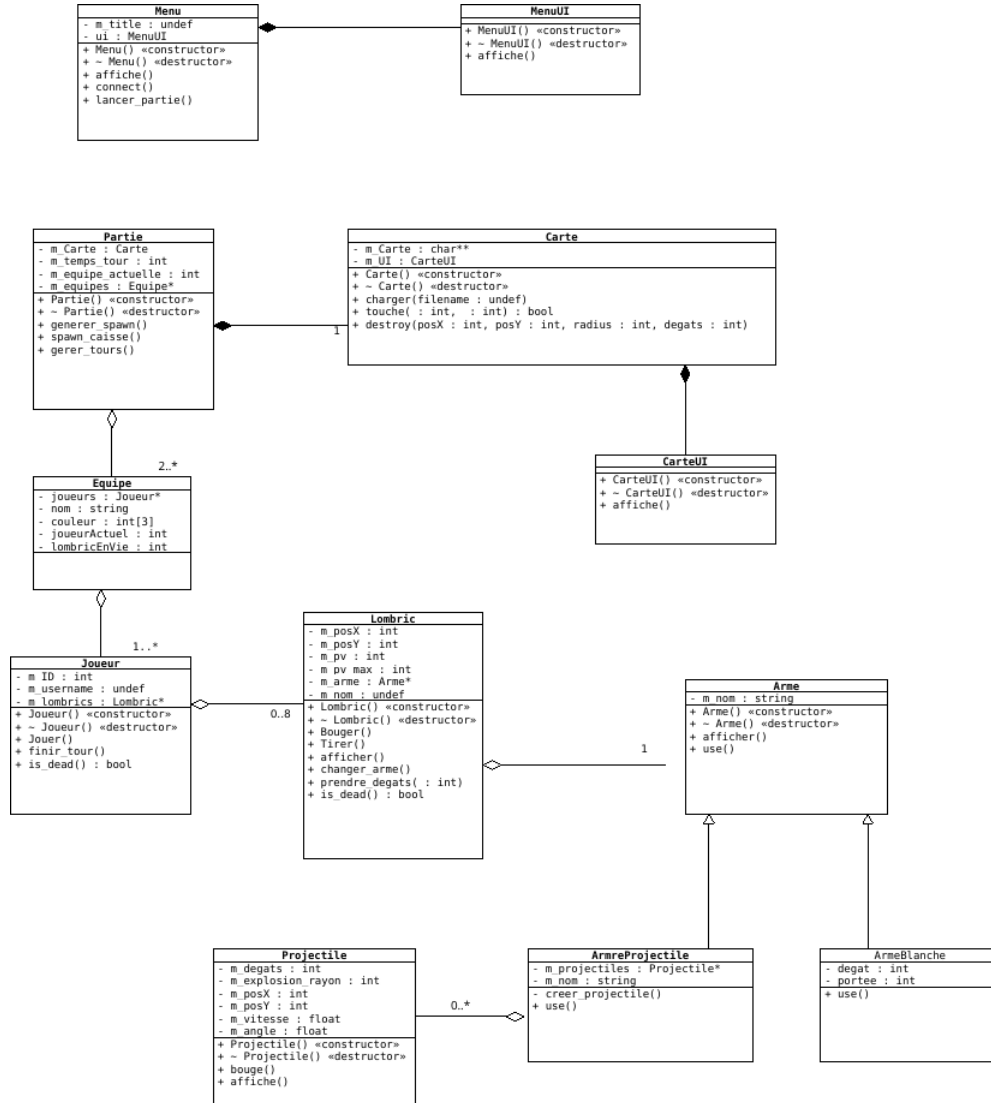 Menu
- m_title : undef
- ui : MenuUI
+ Menu() «constructor»
+ ~ Menu() «destructor»
+ affiche()
+ connect()
+ lancer_partie()
MenuUI
+ MenuUI() «constructor»
+ ~ MenuUI() «destructor»
+ affiche()
Partie
- m_Carte : Carte
- m_temps_tour : int
- m_equipe_actuelle : int
- m_equipes : Equipe*
+ Partie() «constructor»
+ ~ Partie() «destructor»
+ generer_spawn()
+ spawn_caisse()
+ gerer_tours()
1
Carte
- m_Carte : char**
- m_UI : CarteUI
+ Carte() «constructor»
+ ~ Carte() «destructor»
+ charger(filename : undef)
+ touche( : int,  : int) : bool
+ destroy(posX : int, posY : int, radius : int, degats : int)
CarteUI
+ CarteUI() «constructor»
+ ~ CarteUI() «destructor»
+ affiche()
2..*
Equipe
- joueurs : Joueur*
- nom : string
- couleur : int[3]
- joueurActuel : int
- lombricEnVie : int
1..*
Joueur
- m_ID : int
- m_username : undef
- m_lombrics : Lombric*
+ Joueur() «constructor»
+ ~ Joueur() «destructor»
+ Jouer()
+ finir_tour()
+ is_dead() : bool
0..8
Lombric
- m_posX : int
- m_posY : int
- m_pv : int
- m_pv_max : int
- m_arme : Arme*
- m_nom : undef
+ Lombric() «constructor»
+ ~ Lombric() «destructor»
+ Bouger()
+ Tirer()
+ afficher()
+ changer_arme()
+ prendre_degats( : int)
+ is_dead() : bool
1
Arme
- m_nom : string
+ Arme() «constructor»
+ ~ Arme() «destructor»
+ afficher()
+ use()
Projectile
- m_degats : int
- m_explosion_rayon : int
- m_posX : int
- m_posY : int
- m_vitesse : float
- m_angle : float
+ Projectile() «constructor»
+ ~ Projectile() «destructor»
+ bouge()
+ affiche()
0..*
ArmreProjectile
- m_projectiles : Projectile*
- m_nom : string
- creer_projectile()
+ use()
ArmeBlanche
- degat : int
- portee : int
+ use()